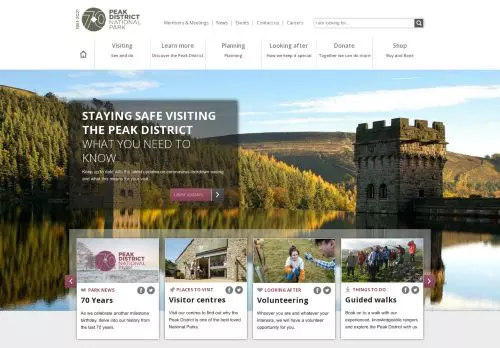 1951-2021
PEAK
DISTRICT
NATIONAL
PARK
Members & Meetings
News
Events
Contact us
Careers
I am looking for...
Visiting
See and do
Learn more
Discover the Peak District
Planning
Planning
Looking after
How we keep it special
Donate
Together we can do more
Shop
Buy and Book
STAYING SAFE VISITING
THE PEAK DISTRICT
WHAT YOU NEED TO
KNOW
Keep up to date with the latest update on coronavirus lockdown easing
and what this means for your visit.
Latest updates
PEAK
DISTRICT
NATIONAL
PARK
PARK NEWS
70 Years
As we celebrate another milestone
birthday, delve into our history from
the last 70 years.
PLACES TO VISIT
Visitor centres
Visit our centres to find out why the
Peak District is one of the best loved
National Parks.
LOOKING AFTER
Volunteering
Whoever you are and whatever your
interests, we will have a volunteer
opportunity for you.
THINGS TO DO
Guided walks
Book on to a walk with our
experienced, knowledgable rangers
and explore the Peak District with us.